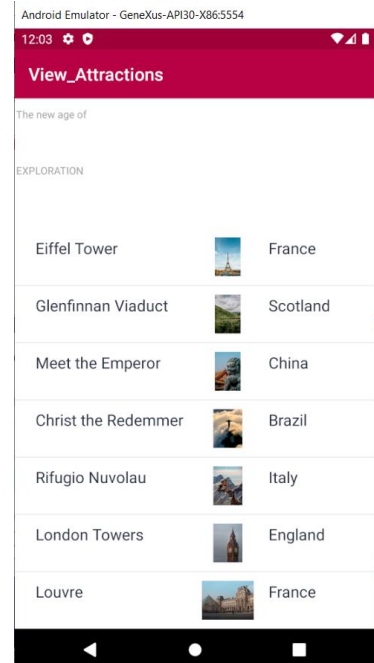 Android Emulator - GeneXus-API30-X86:5554
12:03
View_Attractions
The new age of
EXPLORATION
Eiffel Tower France
Glenfinnan Viaduct Scotland
Meet the Emperor China
Christ the Redemmer Brazil
Rifugio Nuvolau Italy
London Towers England
Louvre France